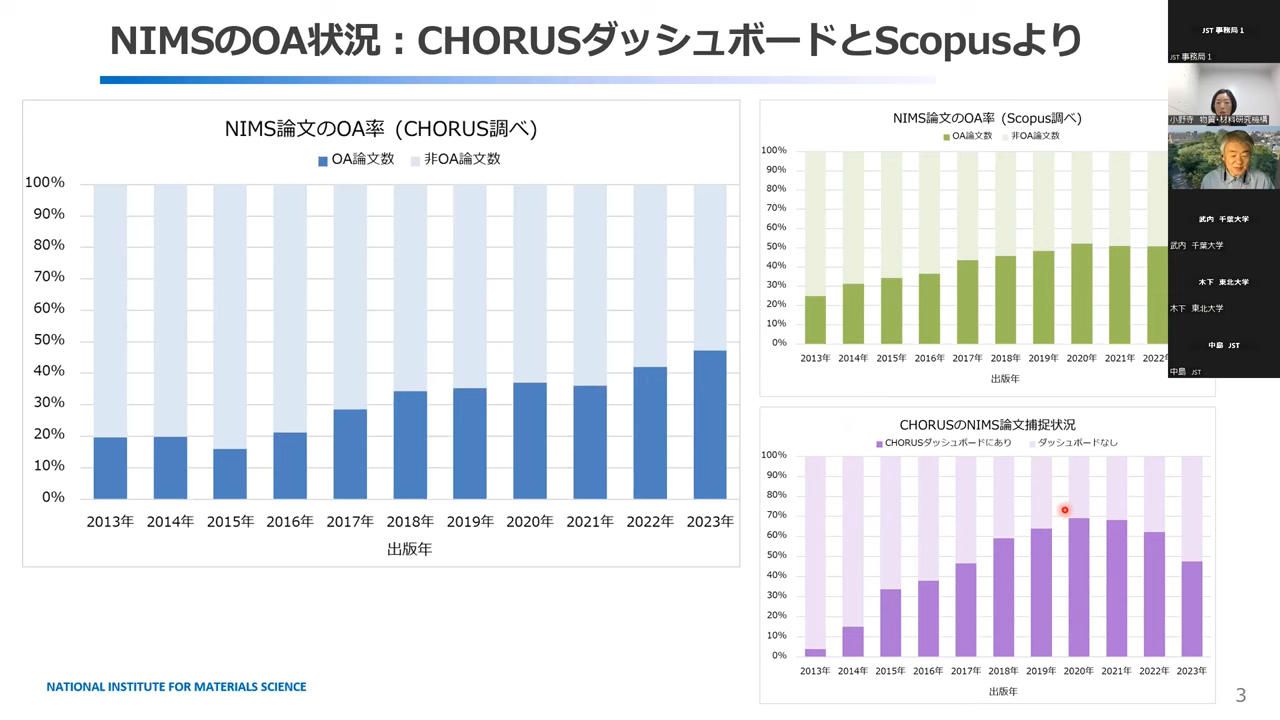 NIMSのOA状況：CHORUSダッシュボードとScopusより
NIMS論文のOA率（CHORUS調べ）
OA論文数 非OA論文数
100%
90%
80%
70%
60%
50%
40%
30%
20%
10%
0%
2013年 2014年 2015年 2016年 2017年 2018年 2019年 2020年 2021年 2022年 2023年
出版年
NIMS論文のOA率（Scopus調べ）
OA論文数 非OA論文数
100%
90%
80%
70%
60%
50%
40%
30%
20%
10%
0%
2013年 2014年 2015年 2016年 2017年 2018年 2019年 2020年 2021年 2022年
出版年
CHORUSのNIMS論文捕捉状況
CHORUSダッシュボードにあり ダッシュボードなし
100%
90%
80%
70%
60%
50%
40%
30%
20%
10%
0%
2013年 2014年 2015年 2016年 2017年 2018年 2019年 2020年 2021年 2022年 2023年
出版年
JST 事務局 1
JST 事務局 1
小野寺 物質・材料研究機構
武内 千葉大学
武内 千葉大学
木下 東北大学
木下 東北大学
中島 JST
中島 JST
NATIONAL INSTITUTE FOR MATERIALS SCIENCE
3